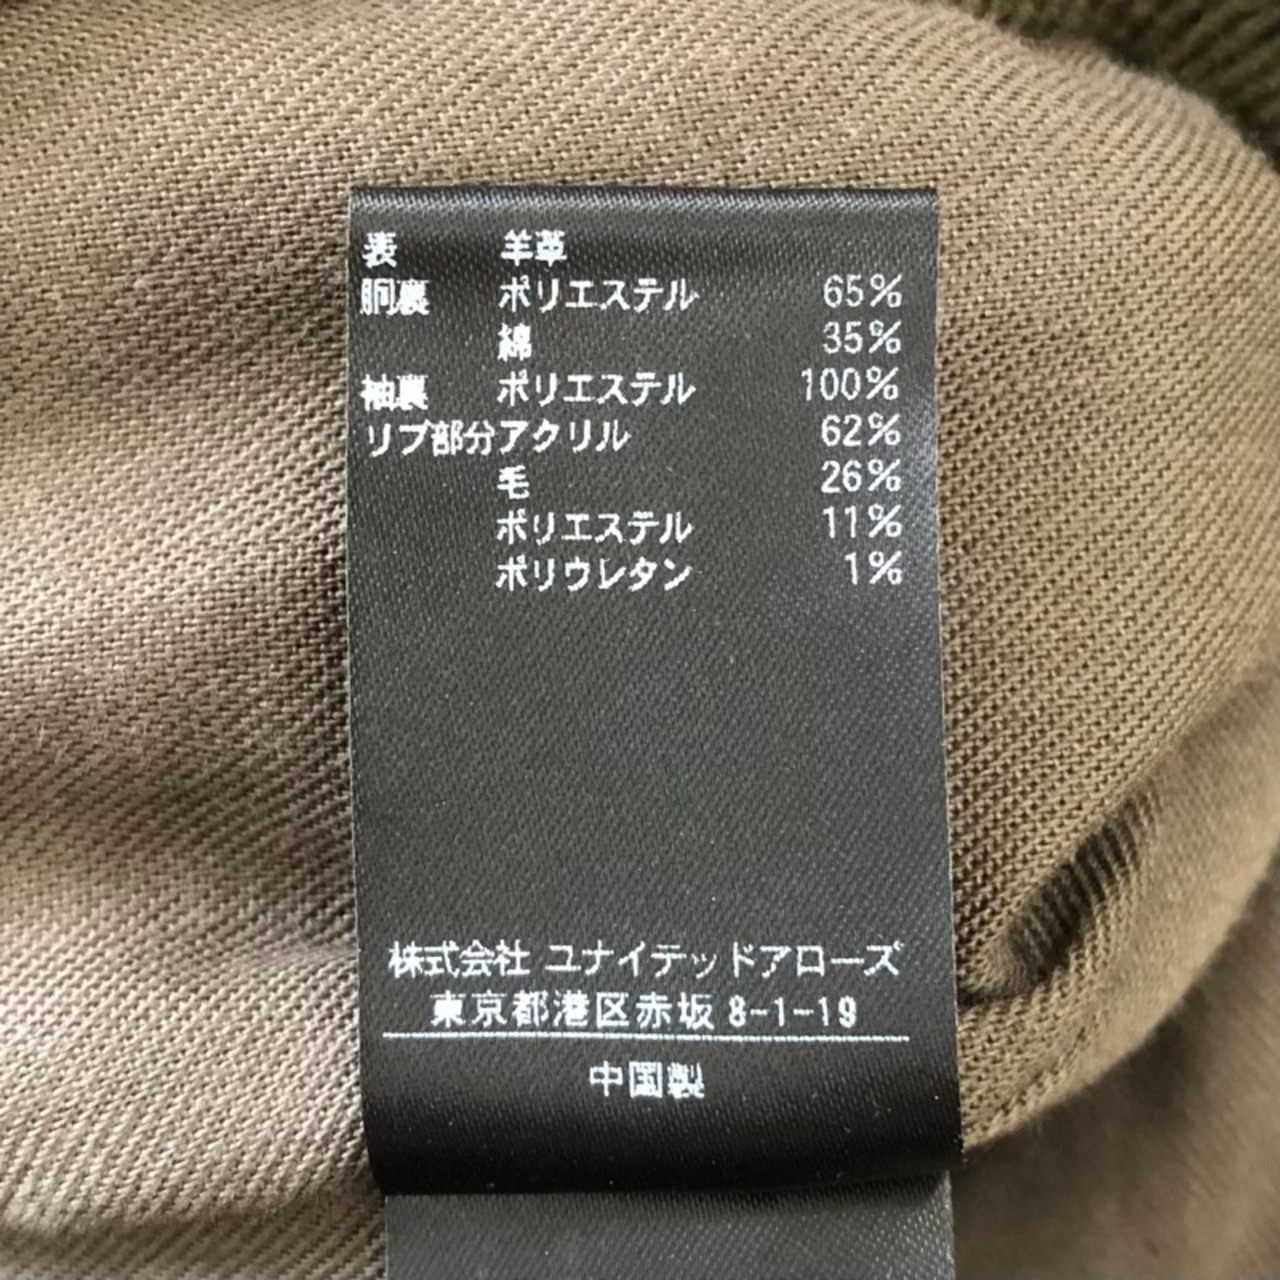 表 羊革
胴裏 ポリエステル 65%
綿 35%
袖裏 ポリエステル 100%
リブ部分アクリル 62%
毛 26%
ポリエステル 11%
ポリウレタン 1%
株式会社 ユナイテッドアローズ
東京都港区赤坂8-1-19
中国製